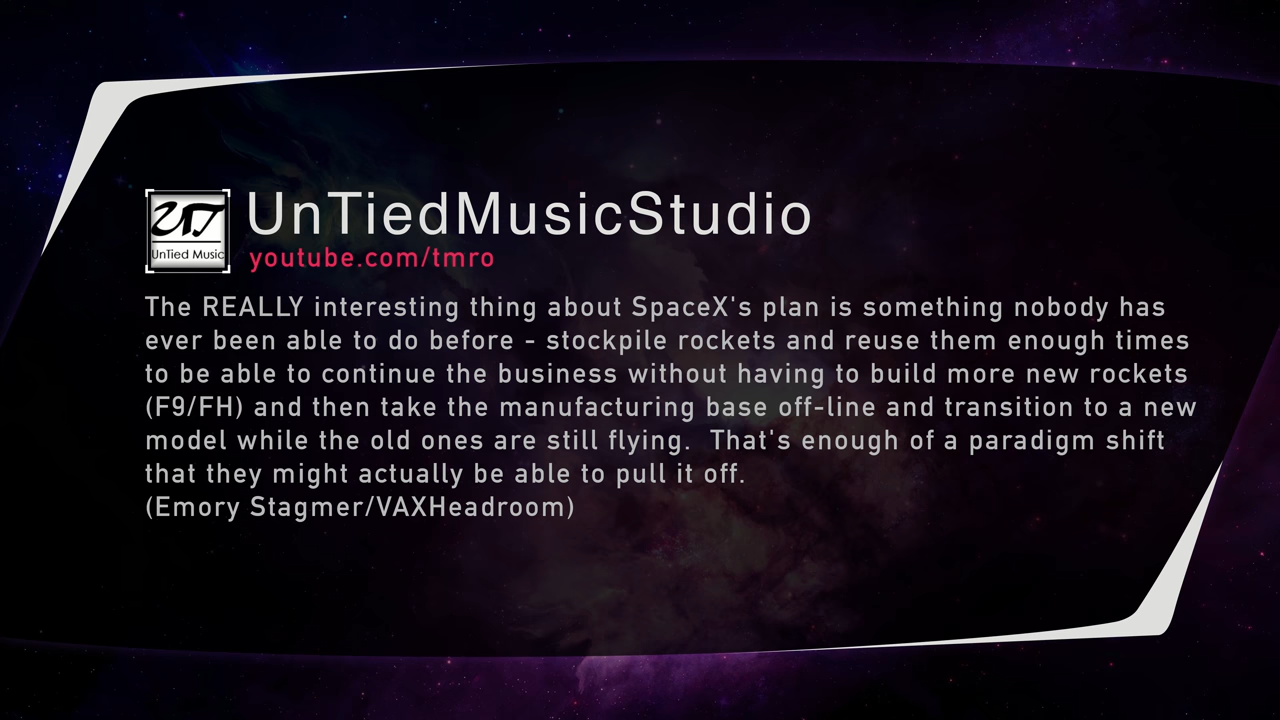 UnTiedMusicStudio
UnTied Music
youtube.com/tmro
The REALLY interesting thing about SpaceX's plan is something nobody has
ever been able to do before - stockpile rockets and reuse them enough times
to be able to continue the business without having to build more new rockets
(F9/FH) and then take the manufacturing base off-line and transition to a new
model while the old ones are still flying.  That's enough of a paradigm shift
that they might actually be able to pull it off.
(Emory Stagmer/VAXHeadroom)